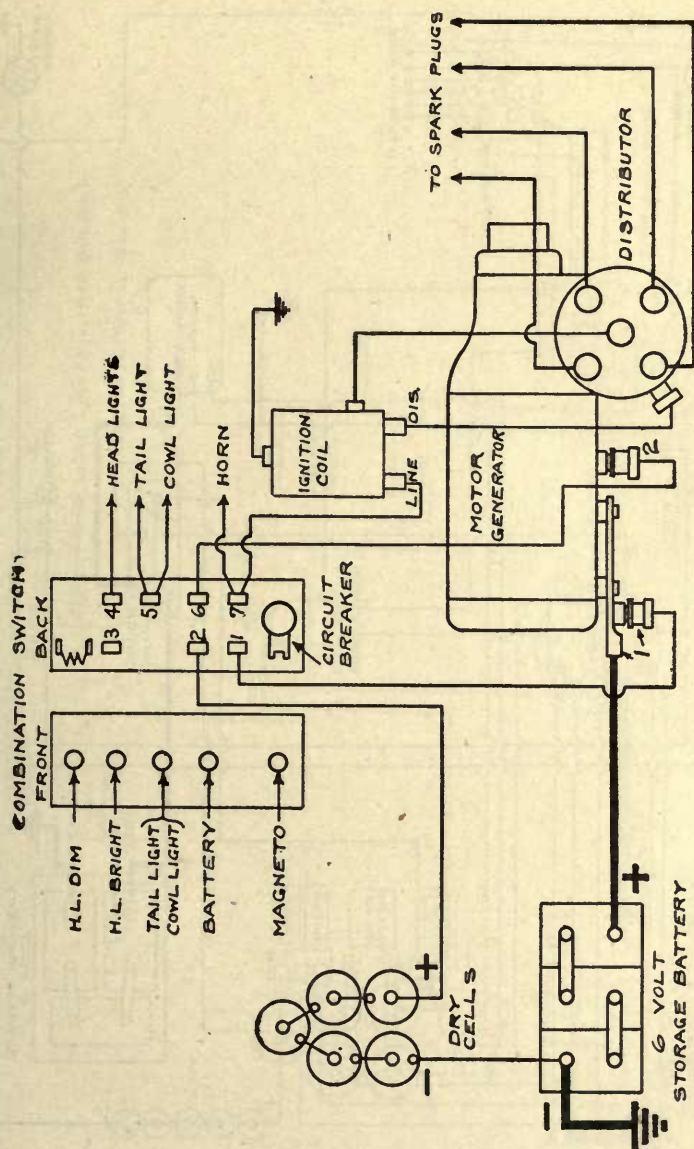 COMBINATION SWITCH
FRONT
BACK
H.L. DIM
H.L. BRIGHT
TAIL LIGHT
COWL LIGHT
BATTERY
MAGNETO
3 4
5
2 6
1 7
CIRCUIT
BREAKER
HEAD LIGHTS
TAIL LIGHT
COWL LIGHT
HORN
IGNITION
COIL
LINE
DIS.
TO SPARK PLUGS
MOTOR
GENERATOR
DISTRIBUTOR
1
2
+
-
DRY
CELLS
+
-
6 VOLT
STORAGE BATTERY